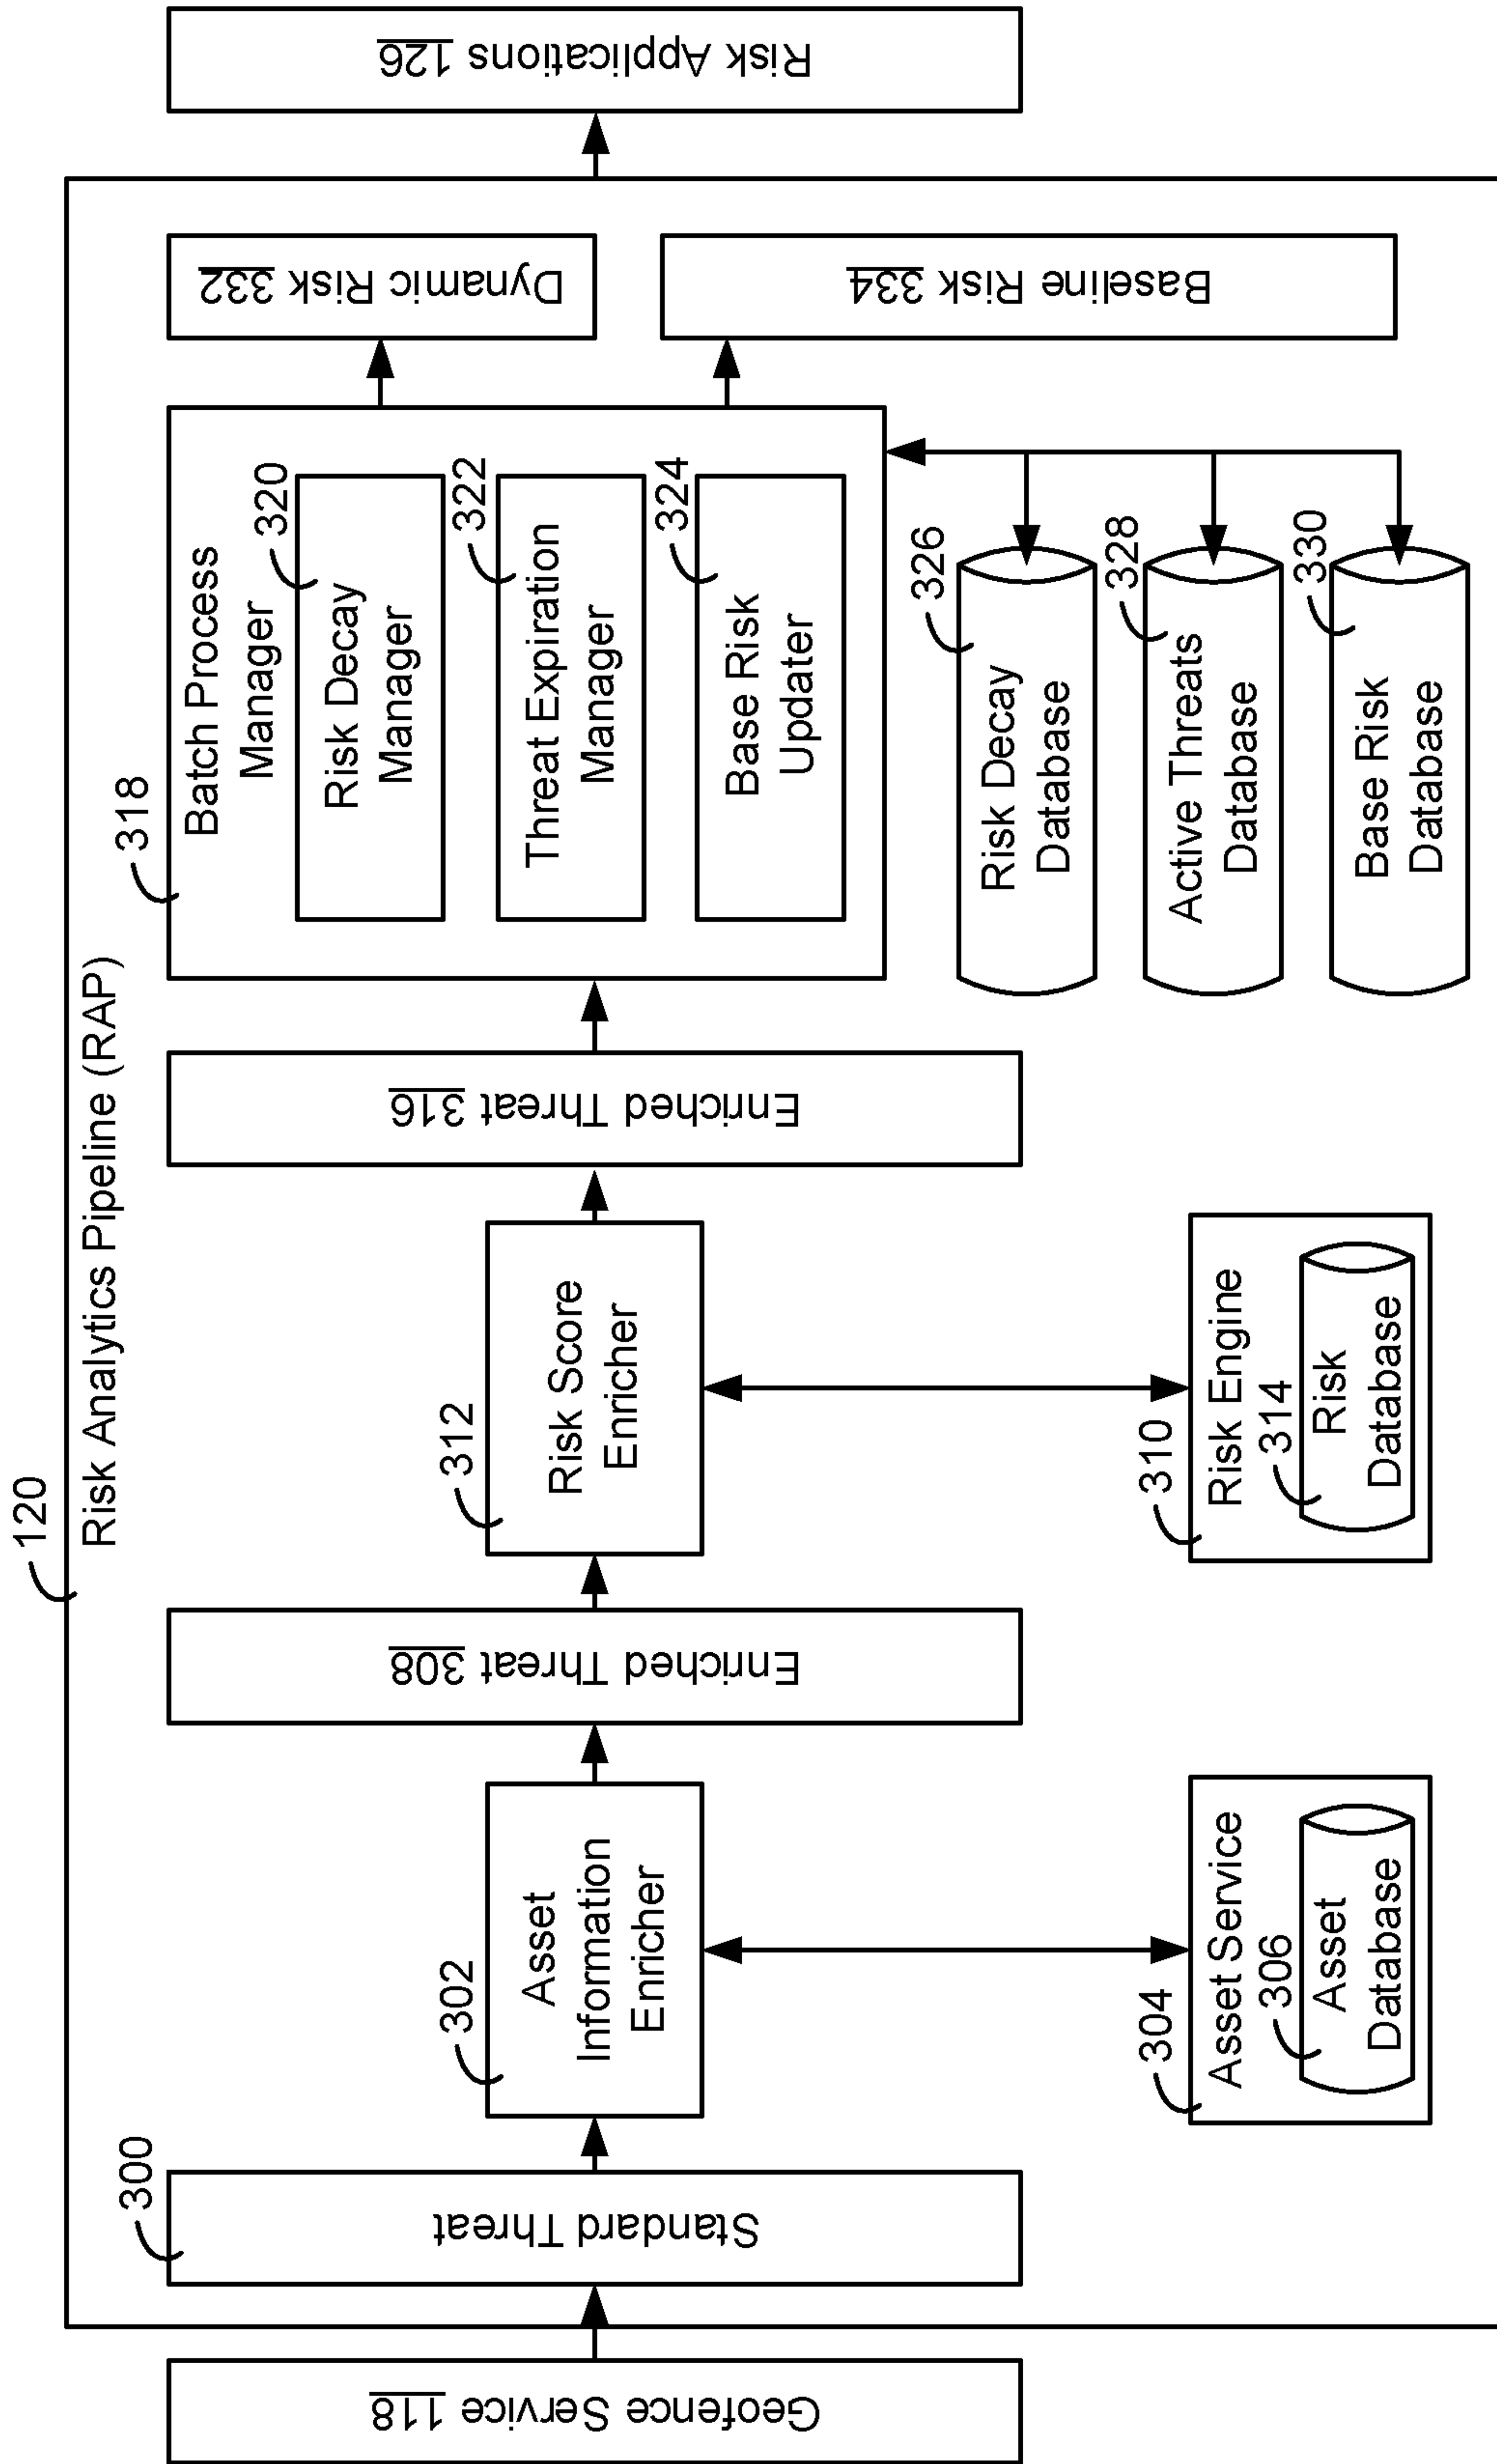 120
Risk Analytics Pipeline (RAP)
Geofence Service 118
300
Standard Threat
302
Asset
Information
Enricher
304
Asset Service
306
Asset
Database
Enriched Threat 308
312
Risk Score
Enricher
310
Risk Engine
314
Risk
Database
Enriched Threat 316
318
Batch Process
Manager
320
Risk Decay
Manager
322
Threat Expiration
Manager
324
Base Risk
Updater
326
Risk Decay
Database
328
Active Threats
Database
330
Base Risk
Database
Dynamic Risk 332
Baseline Risk 334
Risk Applications 126